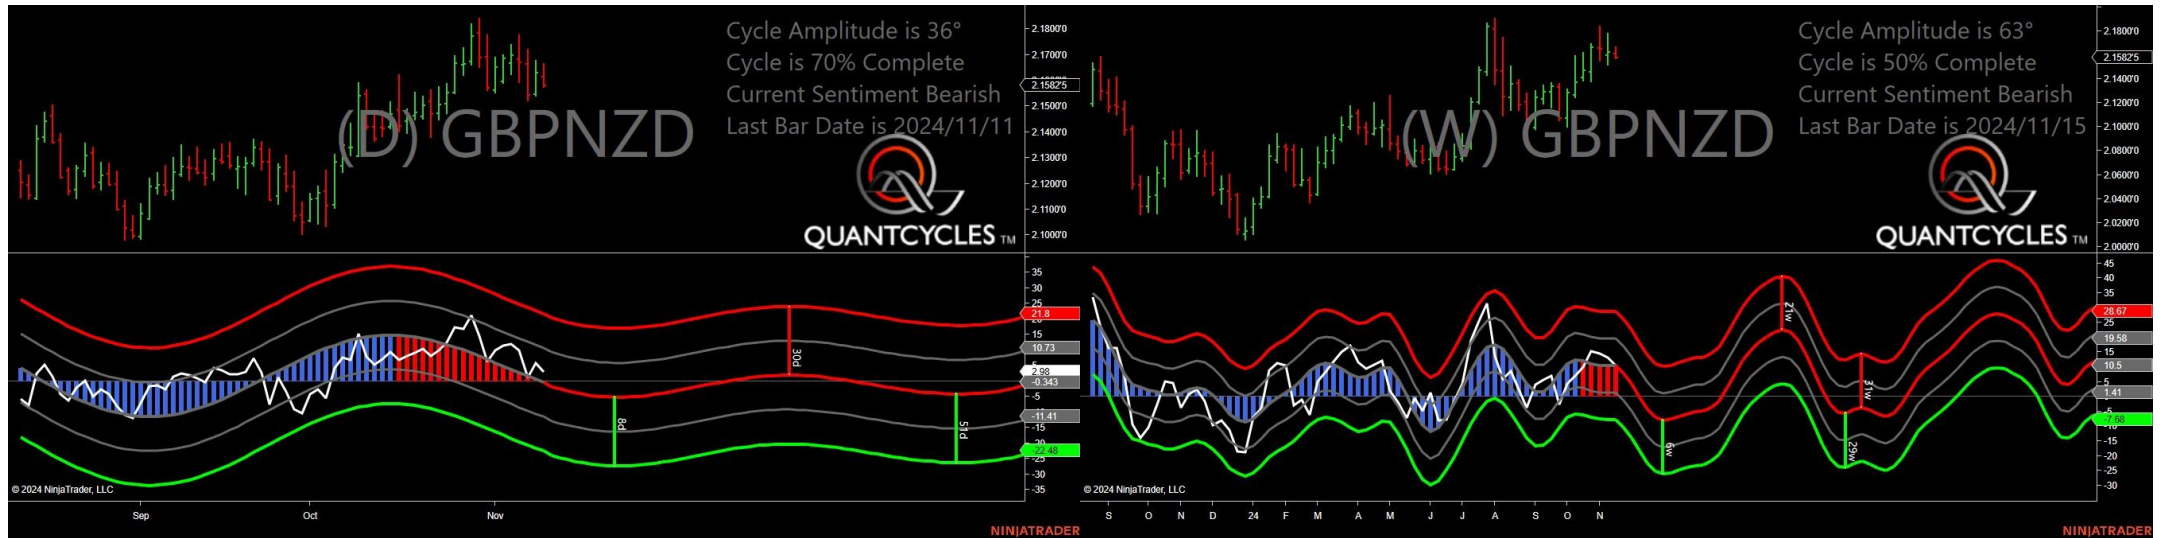 Cycle Amplitude is 36°
Cycle is 70% Complete
Current Sentiment Bearish
Last Bar Date is 2024/11/11
(D) GBPNZD
QUANTCYCLES TM
2.1800'0
2.1700'0
2.1582'5
2.1500'0
2.1400'0
2.1300'0
2.1200'0
2.1100'0
2.1000'0
35
30
25
21.8
15
10.73
5
2.98
-0.343
-5
-11.41
-15
-20
-22.48
-25
-30
-35
8d
30d
51d
© 2024 NinjaTrader, LLC
Sep
Oct
Nov
NINJATRADER
Cycle Amplitude is 63°
Cycle is 50% Complete
Current Sentiment Bearish
Last Bar Date is 2024/11/15
(W) GBPNZD
QUANTCYCLES TM
2.1800'0
2.1582'5
2.1400'0
2.1200'0
2.1000'0
2.0800'0
2.0600'0
2.0400'0
2.0200'0
2.0000'0
45
40
35
28.67
25
19.58
15
10.5
5
1.41
-5
-7.68
-15
-20
-25
-30
6w
21w
29w
31w
© 2024 NinjaTrader, LLC
S
O
N
D
24
F
M
A
M
J
J
A
S
O
N
NINJATRADER